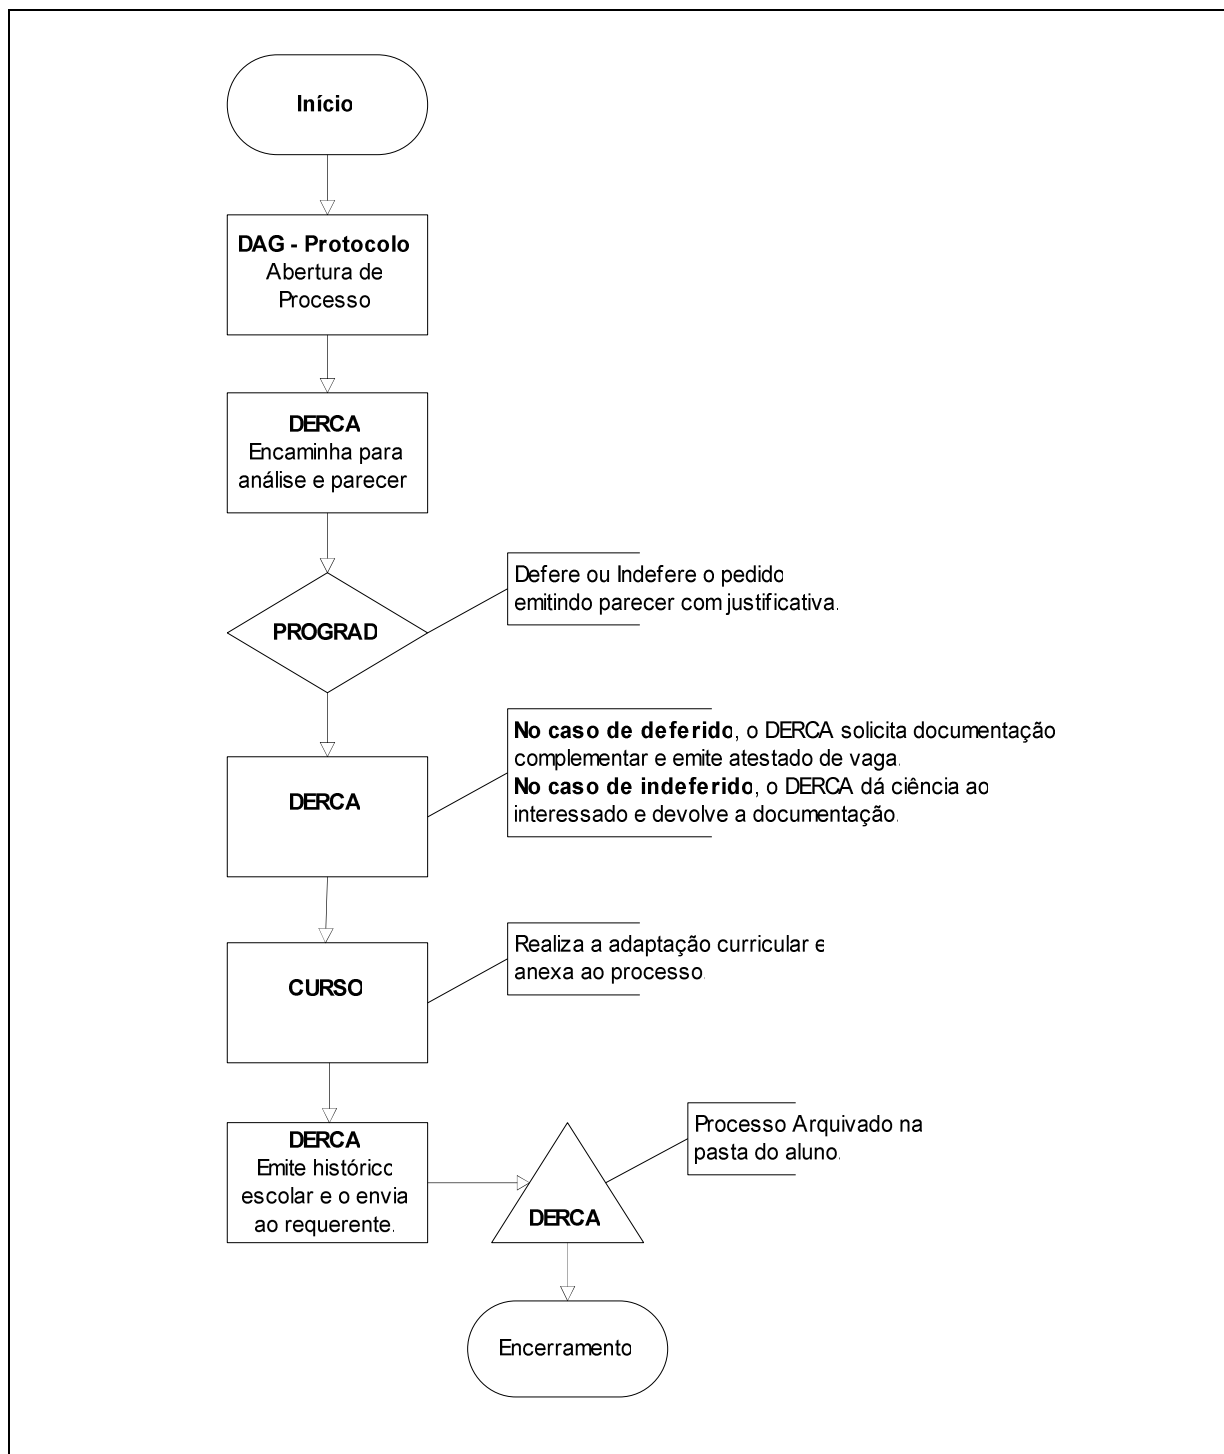 Início
DAG - Protocolo
Abertura de
Processo
DERCA
Encaminha para
análise e parecer
PROGRAD
Defere ou Indefere o pedido
emitindo parecer com justificativa.
DERCA
No caso de deferido, o DERCA solicita documentação
complementar e emite atestado de vaga.
No caso de indeferido, o DERCA dá ciência ao
interessado e devolve a documentação.
CURSO
Realiza a adaptação curricular e
anexa ao processo.
DERCA
Emite histórico
escolar e o envia
ao requerente.
DERCA
Processo Arquivado na
pasta do aluno.
Encerramento